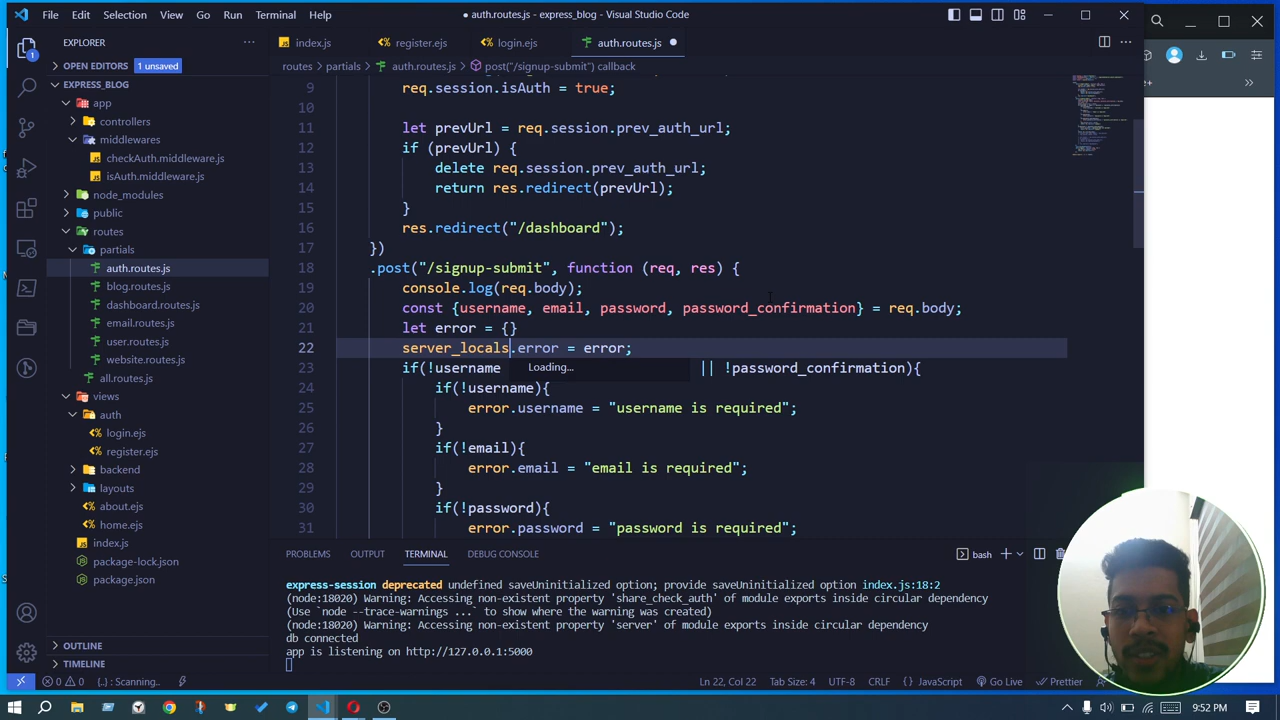 File Edit Selection View Go Run Terminal Help
● auth.routes.js - express_blog - Visual Studio Code
EXPLORER
OPEN EDITORS 1 unsaved
EXPRESS_BLOG
app
controllers
middlewares
checkAuth.middleware.js
isAuth.middleware.js
node_modules
public
routes
partials
auth.routes.js
blog.routes.js
dashboard.routes.js
email.routes.js
user.routes.js
website.routes.js
all.routes.js
views
auth
login.ejs
register.ejs
backend
layouts
about.ejs
home.ejs
index.js
package-lock.json
package.json
OUTLINE
TIMELINE
index.js register.ejs login.ejs auth.routes.js
routes > partials > auth.routes.js > post("/signup-submit") callback
9 req.session.isAuth = true;
10
11 let prevUrl = req.session.prev_auth_url;
12 if (prevUrl) {
13 delete req.session.prev_auth_url;
14 return res.redirect(prevUrl);
15 }
16 res.redirect("/dashboard");
17 })
18 .post("/signup-submit", function (req, res) {
19 console.log(req.body);
20 const {username, email, password, password_confirmation} = req.body;
21 let error = {}
22 server_locals.error = error;
Loading...
23 if(!username || !password_confirmation){
24 if(!username){
25 error.username = "username is required";
26 }
27 if(!email){
28 error.email = "email is required";
29 }
30 if(!password){
31 error.password = "password is required";
PROBLEMS OUTPUT TERMINAL DEBUG CONSOLE
bash
express-session deprecated undefined saveUninitialized option; provide saveUninitialized option index.js:18:2
(node:18020) Warning: Accessing non-existent property 'share_check_auth' of module exports inside circular dependency
(Use `node --trace-warnings ...` to show where the warning was created)
(node:18020) Warning: Accessing non-existent property 'server' of module exports inside circular dependency
db connected
app is listening on http://127.0.0.1:5000
0 0 {..} : Scanning.. Ln 22, Col 22 Tab Size: 4 UTF-8 CRLF {} JavaScript Go Live Prettier
9:52 PM